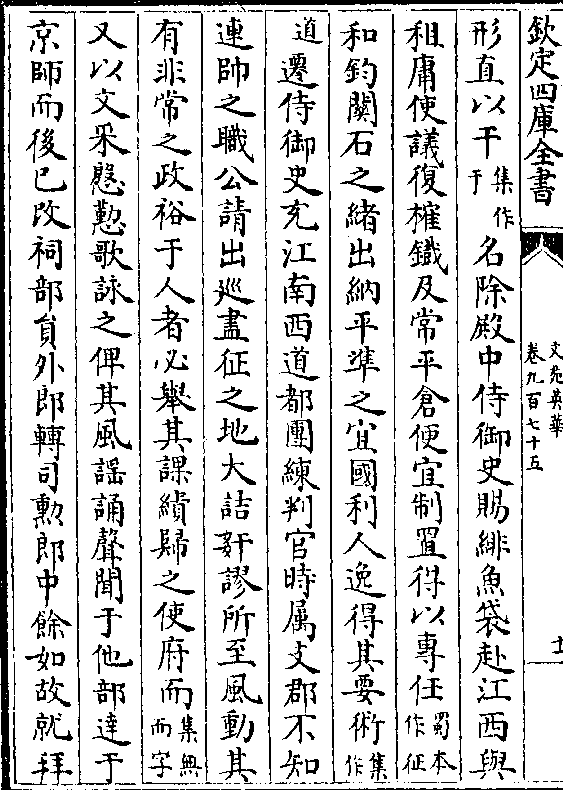 欽定四庫全書
文苑英華
卷九百七十五
十
形直以干集作于名除殿中侍御史賜緋魚袋赴江西與
租庸使議復榷鐵及常平倉便宜制置得以專任蜀本作征
和鈞關石之緒出納平準之宜國利人逸得其要術集作
道遷侍御史充江南西道都團練判官時属支郡不知
連帥之職公請出巡盡征之地大詰姧謬所至風動其
有非常之政裕于人者必舉其課績歸之使府而集無而字
又以文采慇懃歌詠之俾其風謡誦聲聞于他部達于
京師而後已改祠部貟外郎轉司勲郎中餘如故就拜